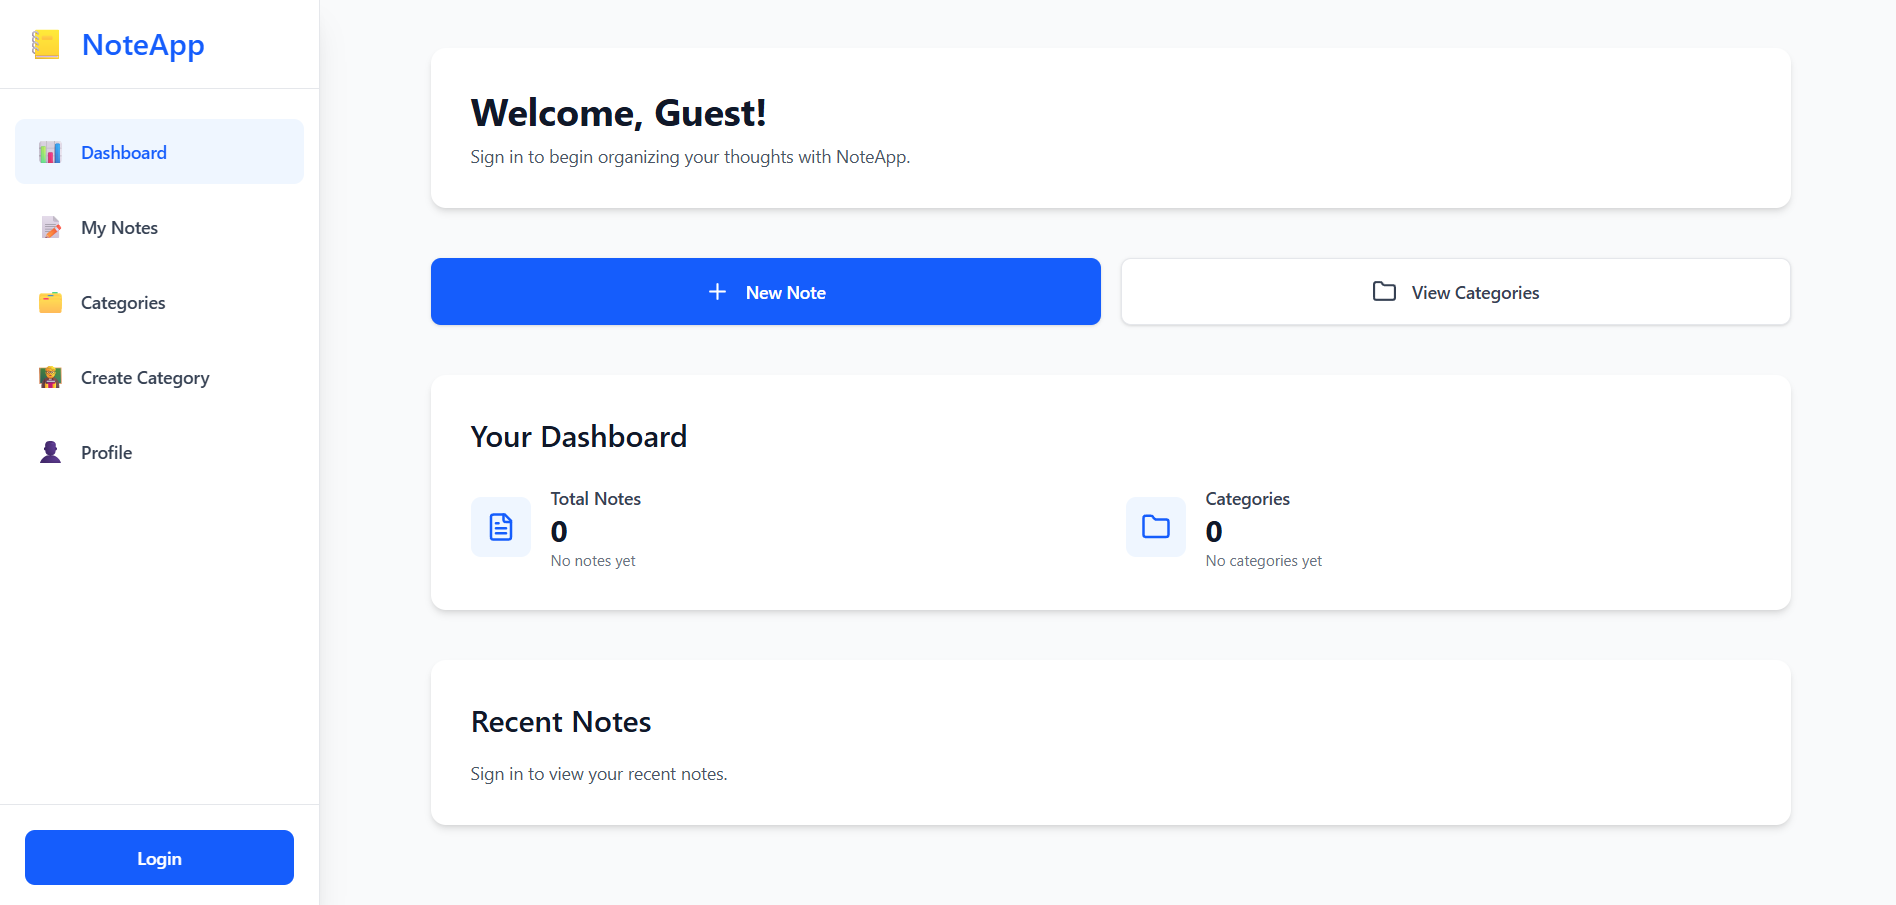 NoteApp
Dashboard
My Notes
Categories
Create Category
Profile
Login
Welcome, Guest!
Sign in to begin organizing your thoughts with NoteApp.
New Note
View Categories
Your Dashboard
Total Notes
0
No notes yet
Categories
0
No categories yet
Recent Notes
Sign in to view your recent notes.